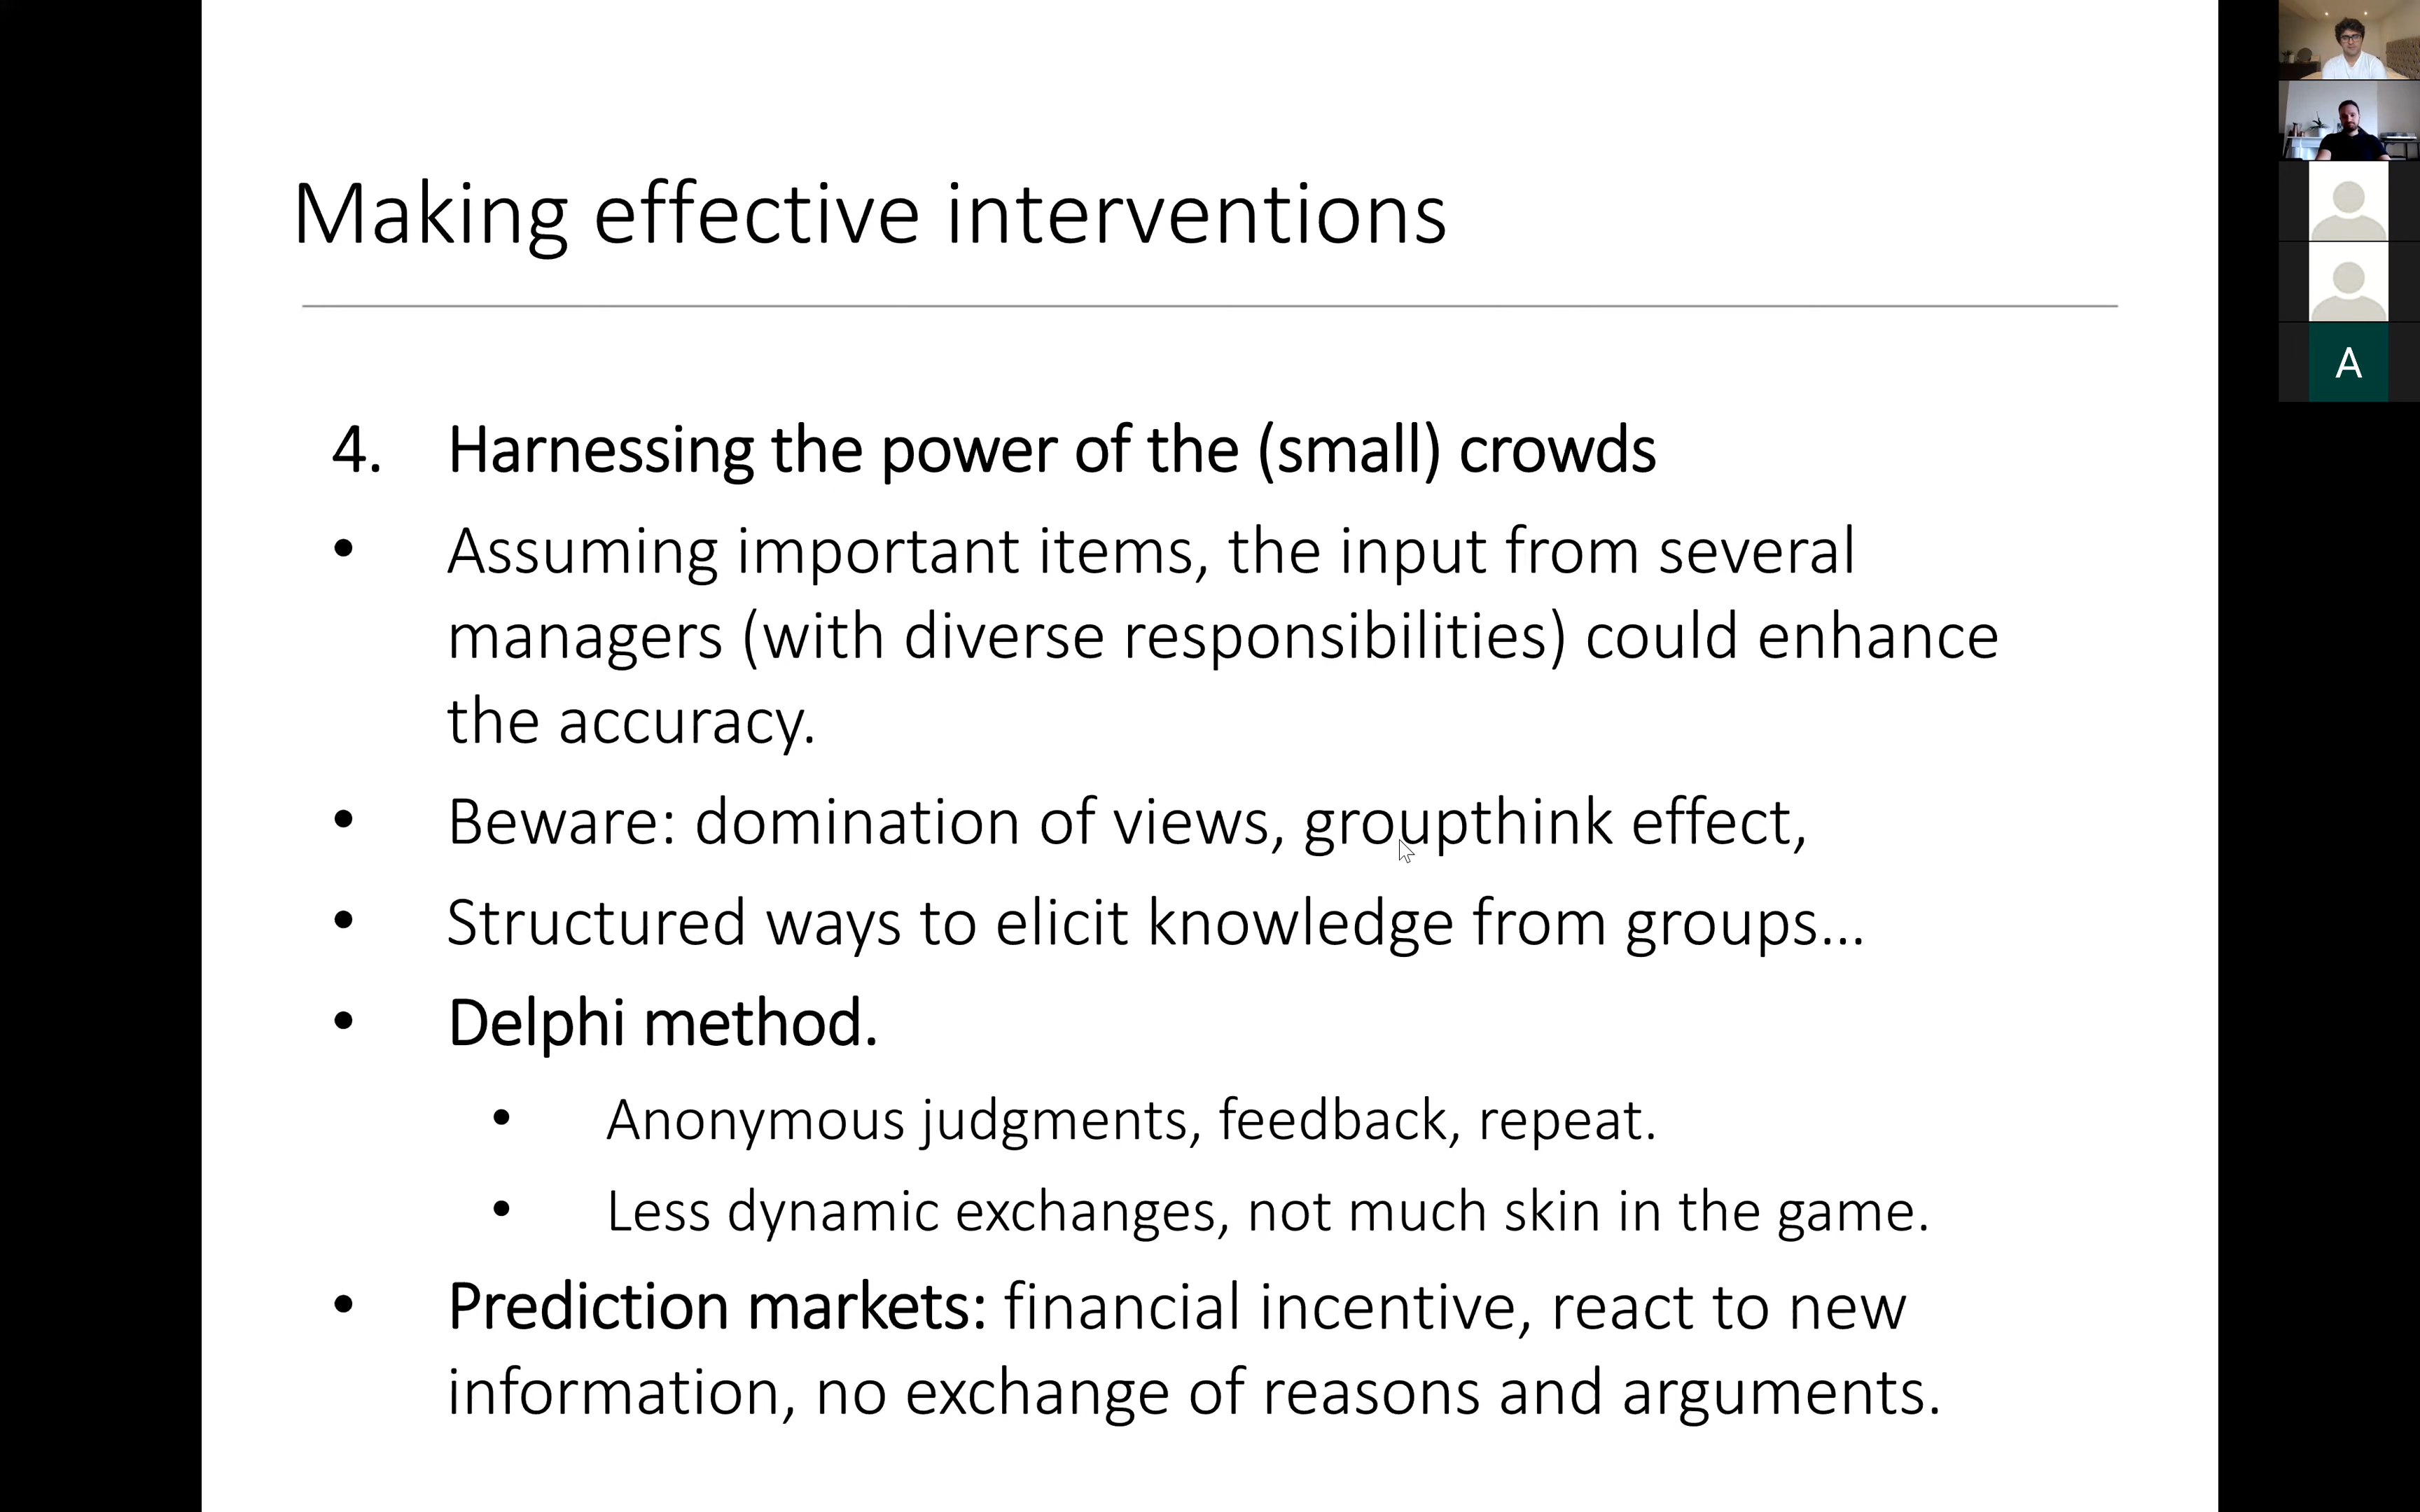 Making effective interventions
4. Harnessing the power of the (small) crowds
• Assuming important items, the input from several
managers (with diverse responsibilities) could enhance
the accuracy.
• Beware: domination of views, groupthink effect,
• Structured ways to elicit knowledge from groups...
• Delphi method.
• Anonymous judgments, feedback, repeat.
• Less dynamic exchanges, not much skin in the game.
• Prediction markets: financial incentive, react to new
information, no exchange of reasons and arguments.
A